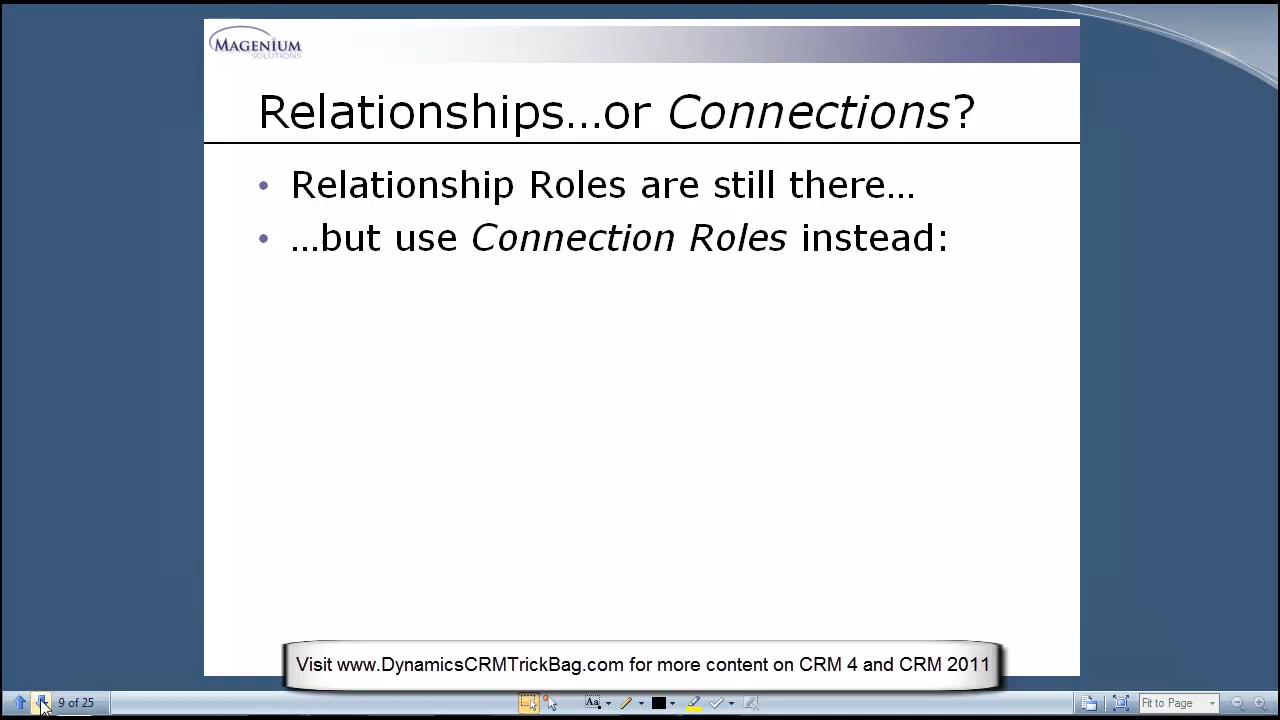 MAGENIUM
SOLUTIONS
Relationships…or Connections?
• Relationship Roles are still there…
• …but use Connection Roles instead:
Visit www.DynamicsCRMTrickBag.com for more content on CRM 4 and CRM 2011
9 of 25
Aa
Fit to Page